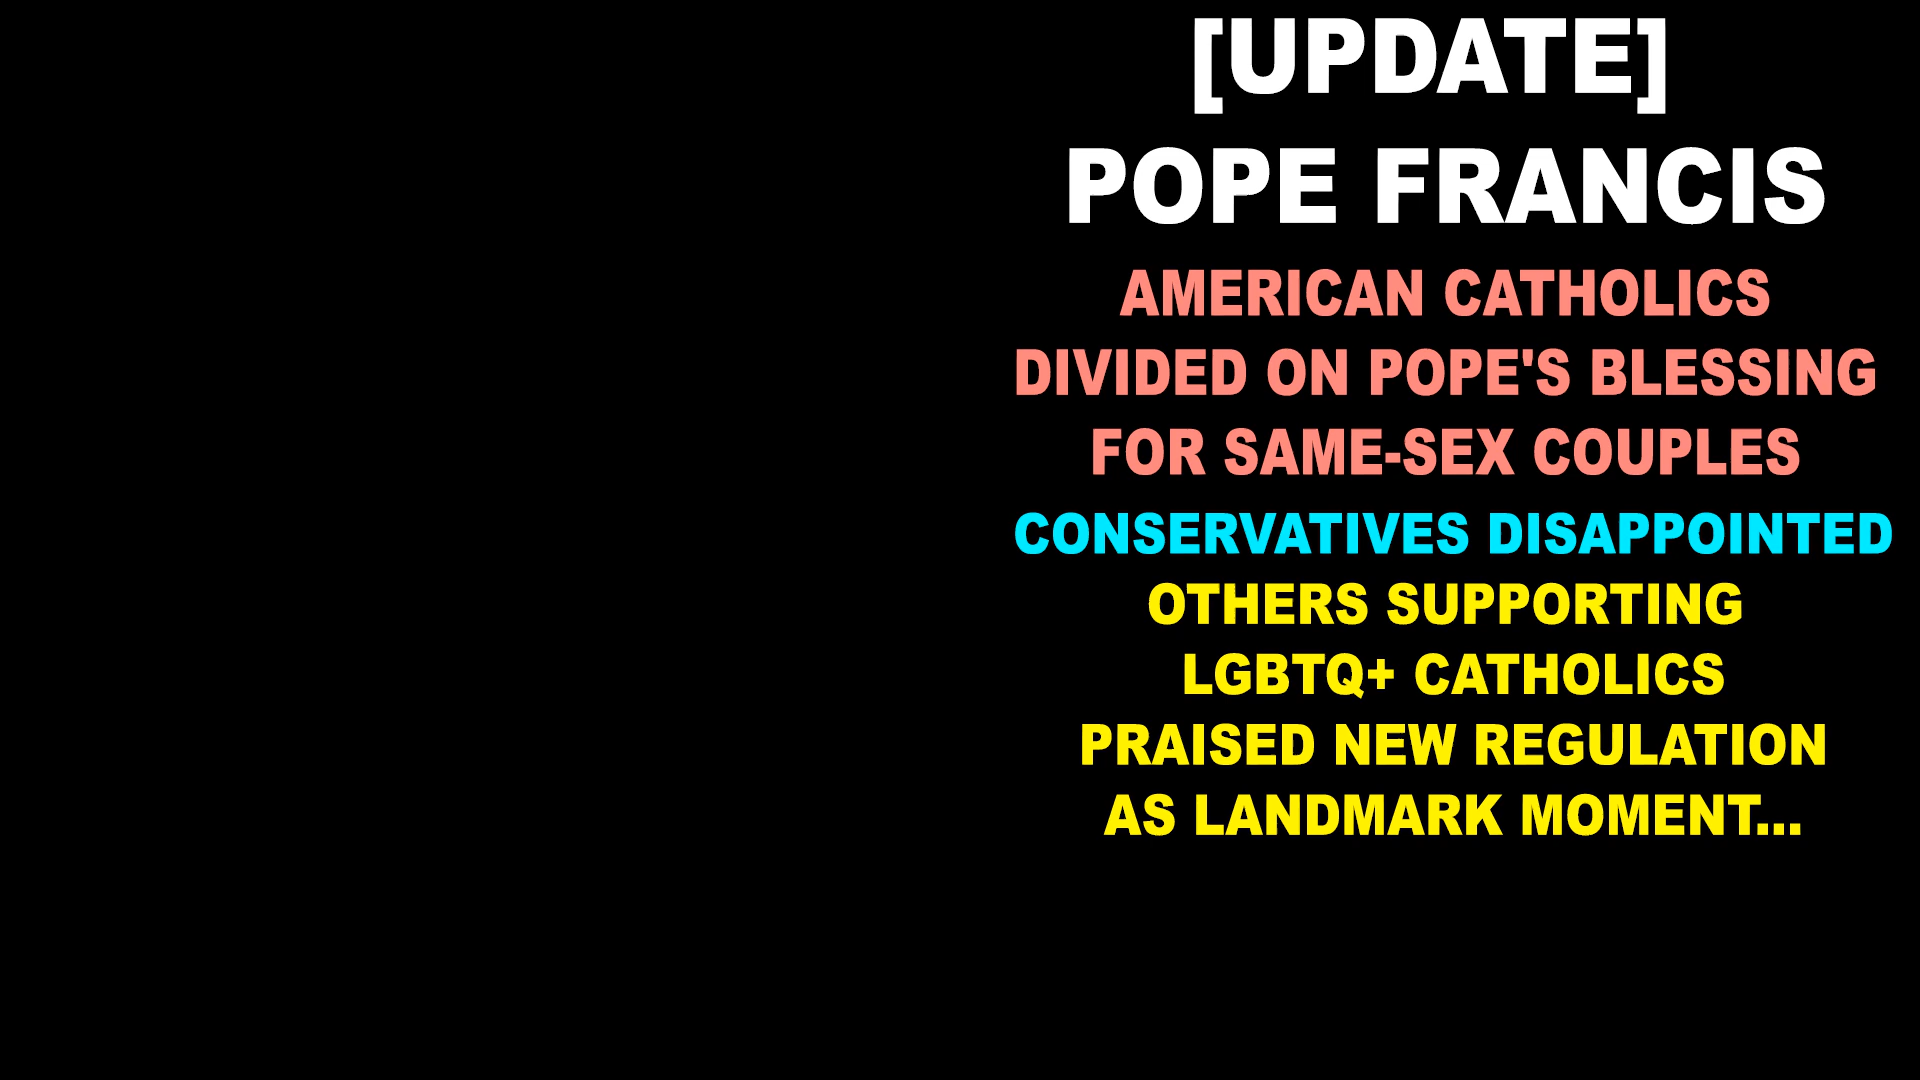 [UPDATE]
POPE FRANCIS
AMERICAN CATHOLICS
DIVIDED ON POPE'S BLESSING
FOR SAME-SEX COUPLES
CONSERVATIVES DISAPPOINTED
OTHERS SUPPORTING
LGBTQ+ CATHOLICS
PRAISED NEW REGULATION
AS LANDMARK MOMENT...